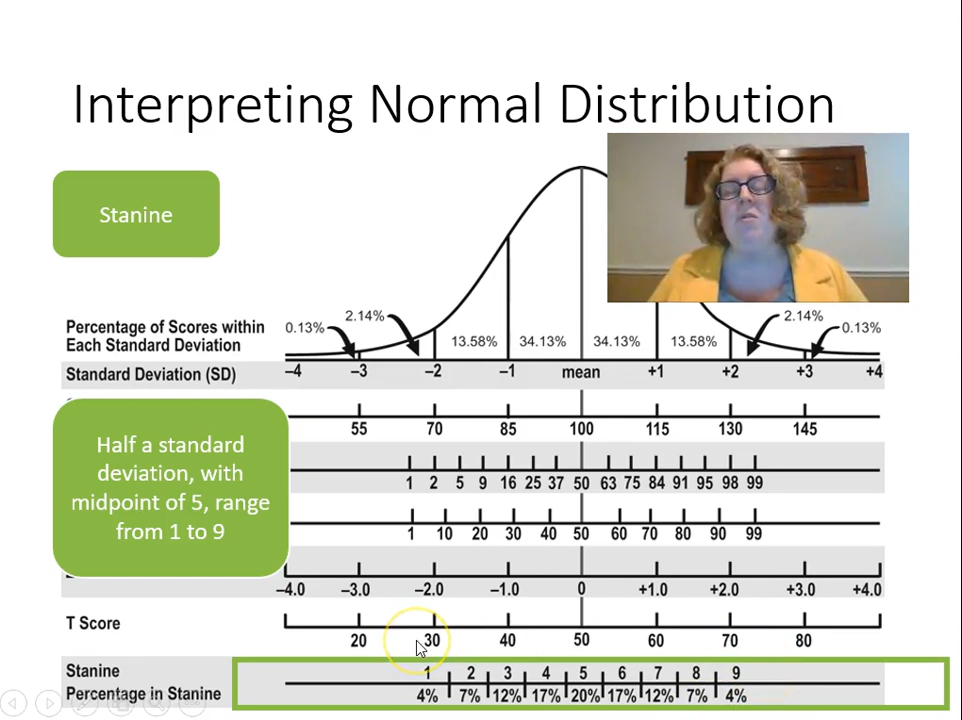 Interpreting Normal Distribution
Stanine
Percentage of Scores within
Each Standard Deviation
0.13% 2.14% 13.58% 34.13% 34.13% 13.58% 2.14% 0.13%
Standard Deviation (SD) –4 –3 –2 –1 mean +1 +2 +3 +4
55 70 85 100 115 130 145
Half a standard
deviation, with
midpoint of 5, range
from 1 to 9
1 2 5 9 16 25 37 50 63 75 84 91 95 98 99
1 10 20 30 40 50 60 70 80 90 99
–4.0 –3.0 –2.0 –1.0 0 +1.0 +2.0 +3.0 +4.0
T Score 20 30 40 50 60 70 80
Stanine 1 2 3 4 5 6 7 8 9
Percentage in Stanine 4% 7% 12% 17% 20% 17% 12% 7% 4%